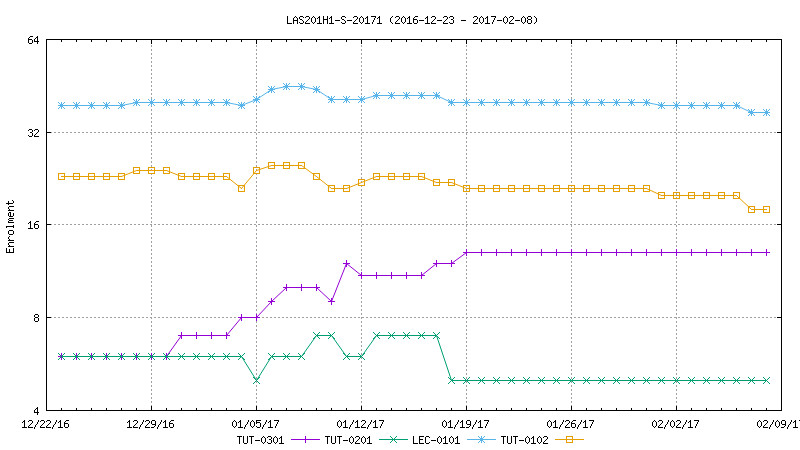 LAS201H1-S-20171 (2016-12-23 - 2017-02-08)
64
32
16
8
4
Enrolment
12/22/16 12/29/16 01/05/17 01/12/17 01/19/17 01/26/17 02/02/17 02/09/17
TUT-0301 TUT-0201 LEC-0101 TUT-0102